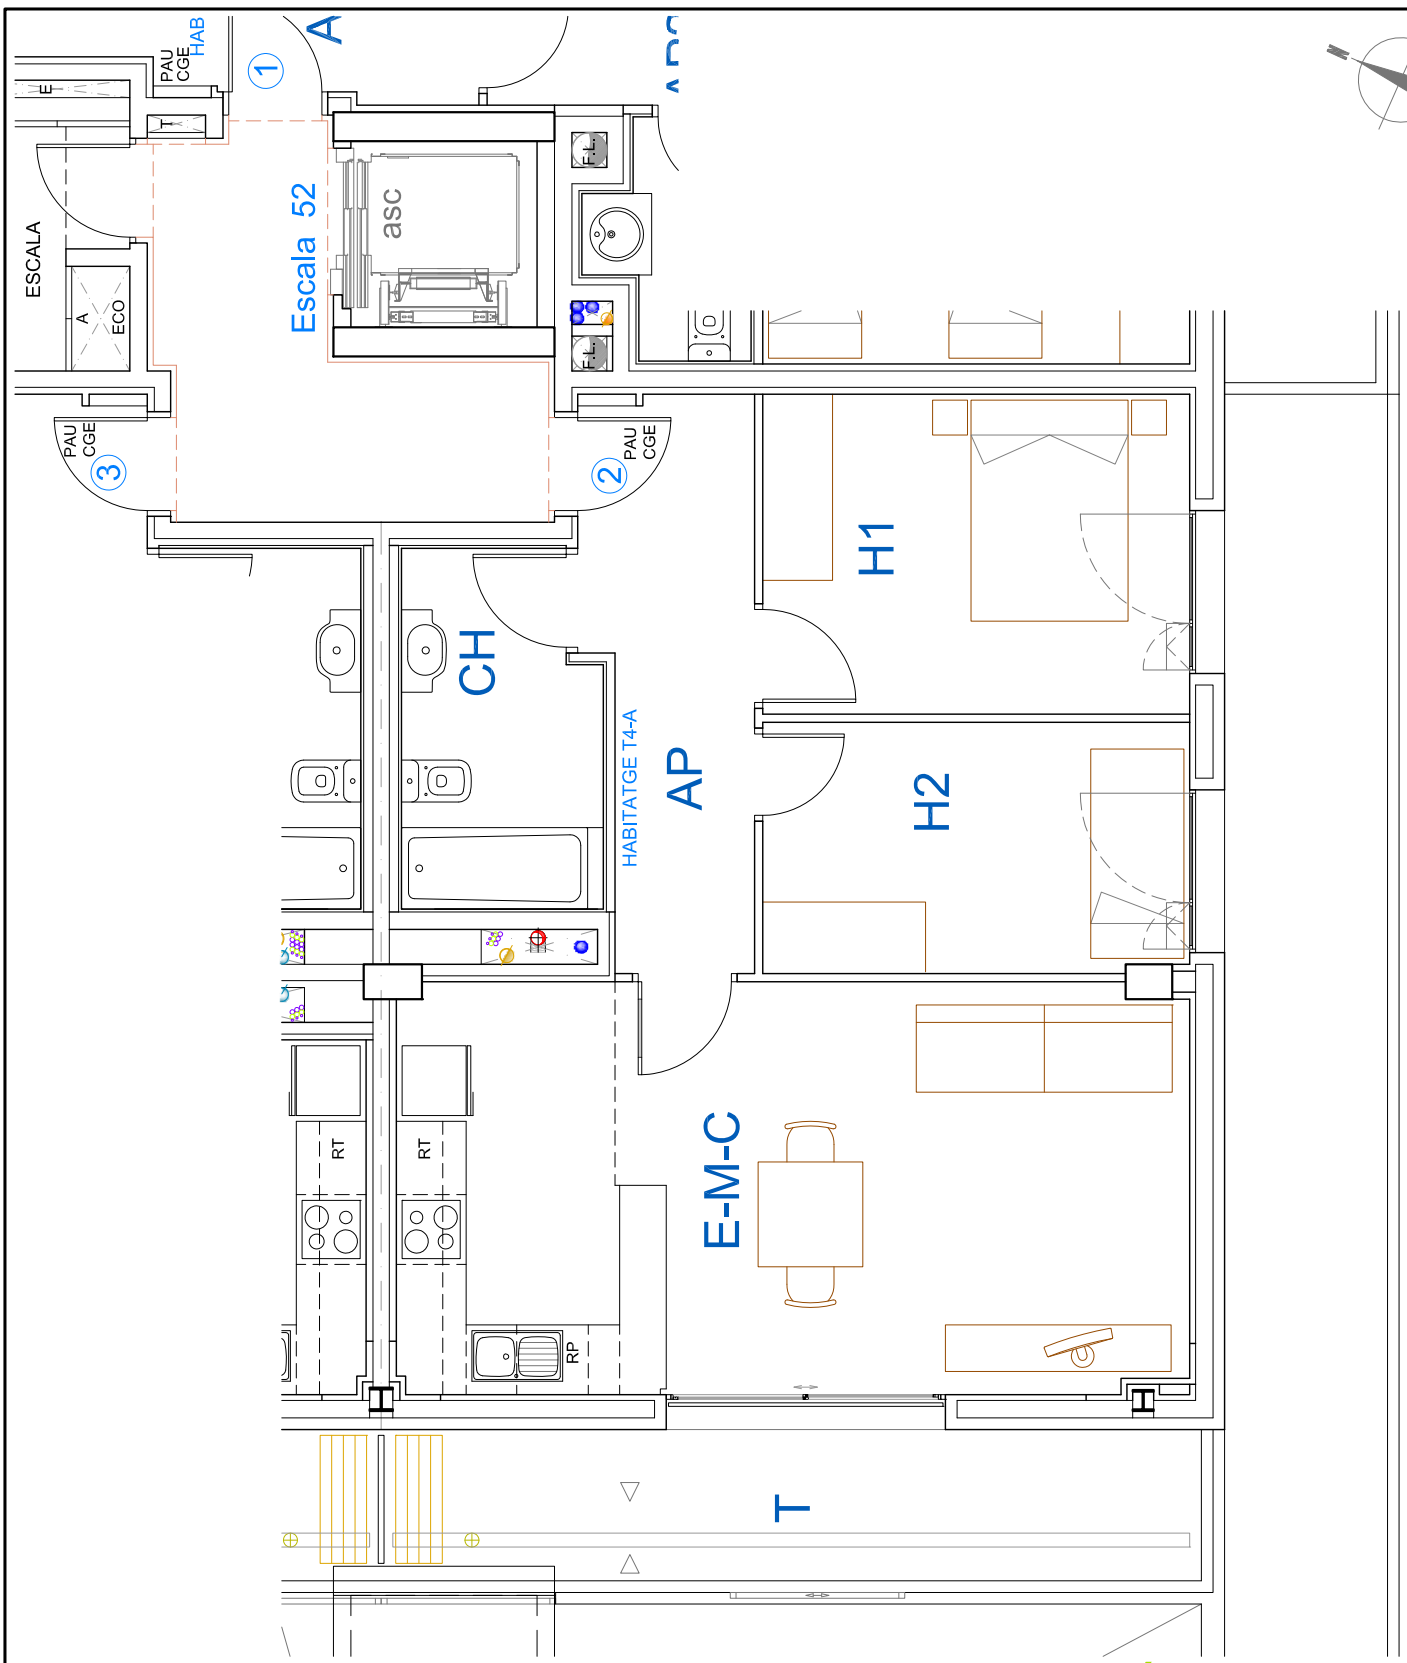 PAU
CGE
HAB
1
A
N
E
T
F.L.
Escala 52
asc
ESCALA
A
ECO
F.L.
PAU
CGE
3
2
PAU
CGE
H1
CH
HABITATGE T4-A
AP
H2
RT
RT
E-M-C
RP
T